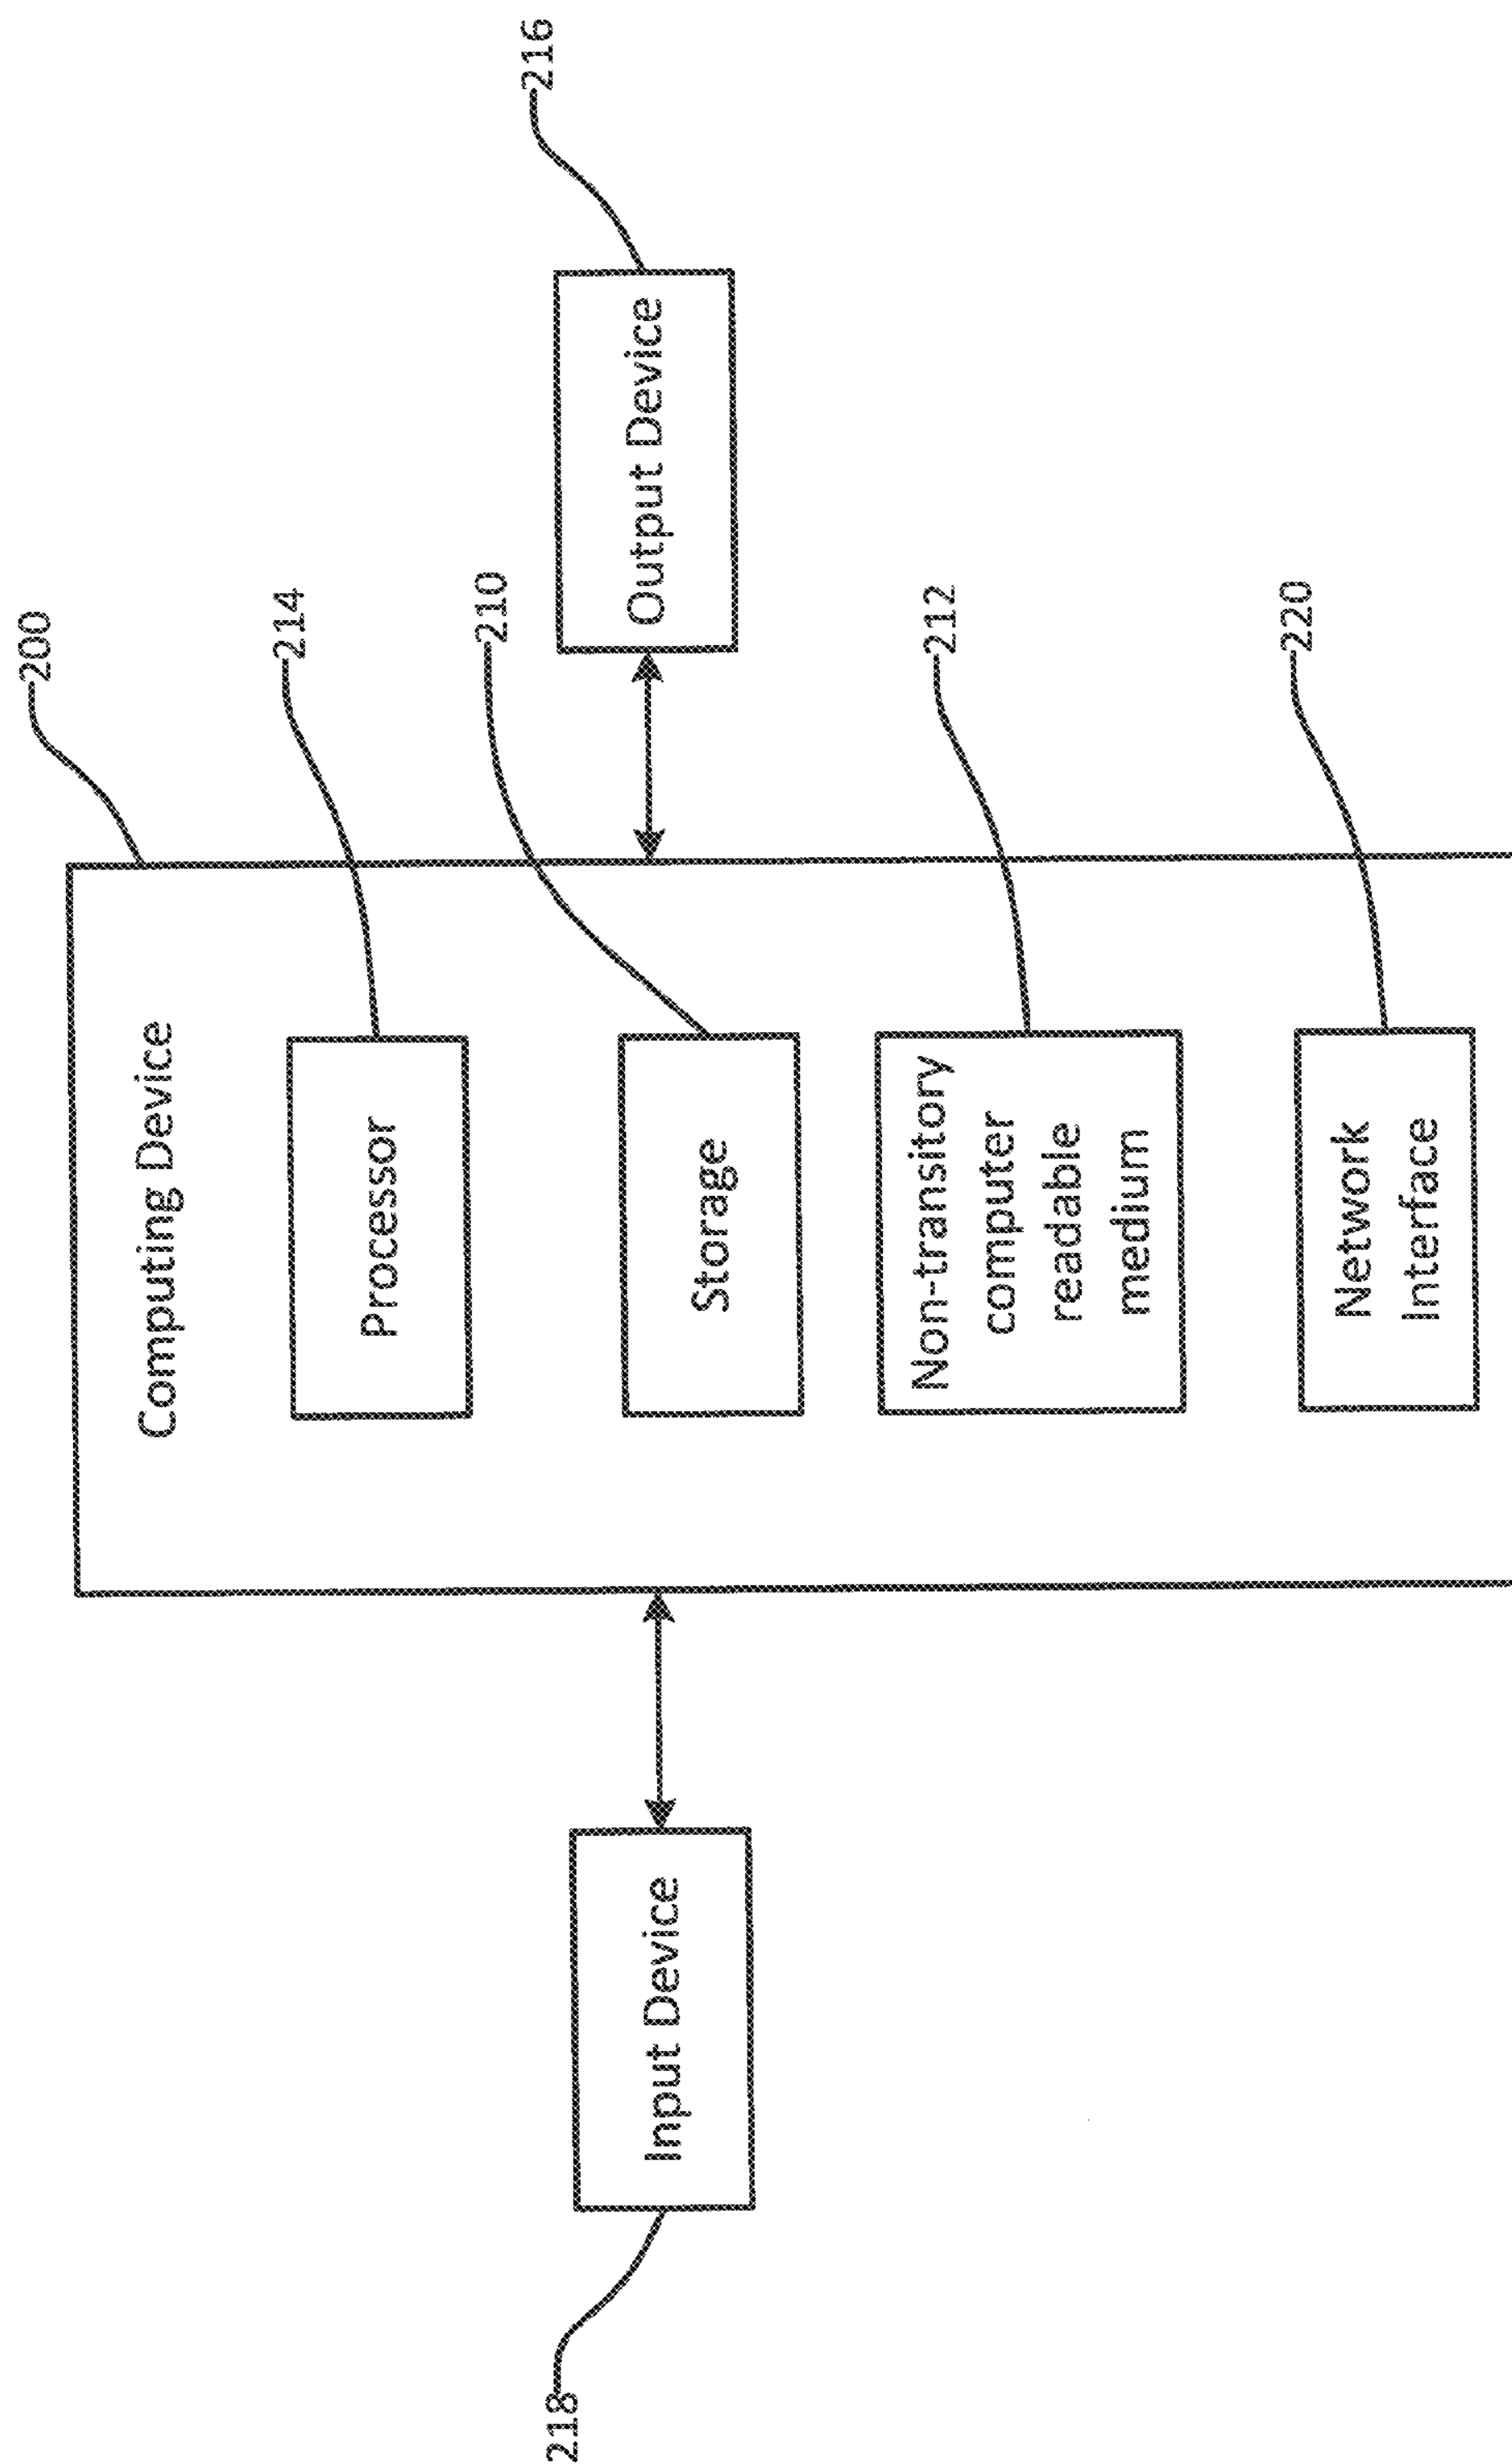 200
Computing Device
214
Processor
210
Storage
218
Input Device
Output Device
216
212
Non-transitory
computer
readable
medium
220
Network
Interface